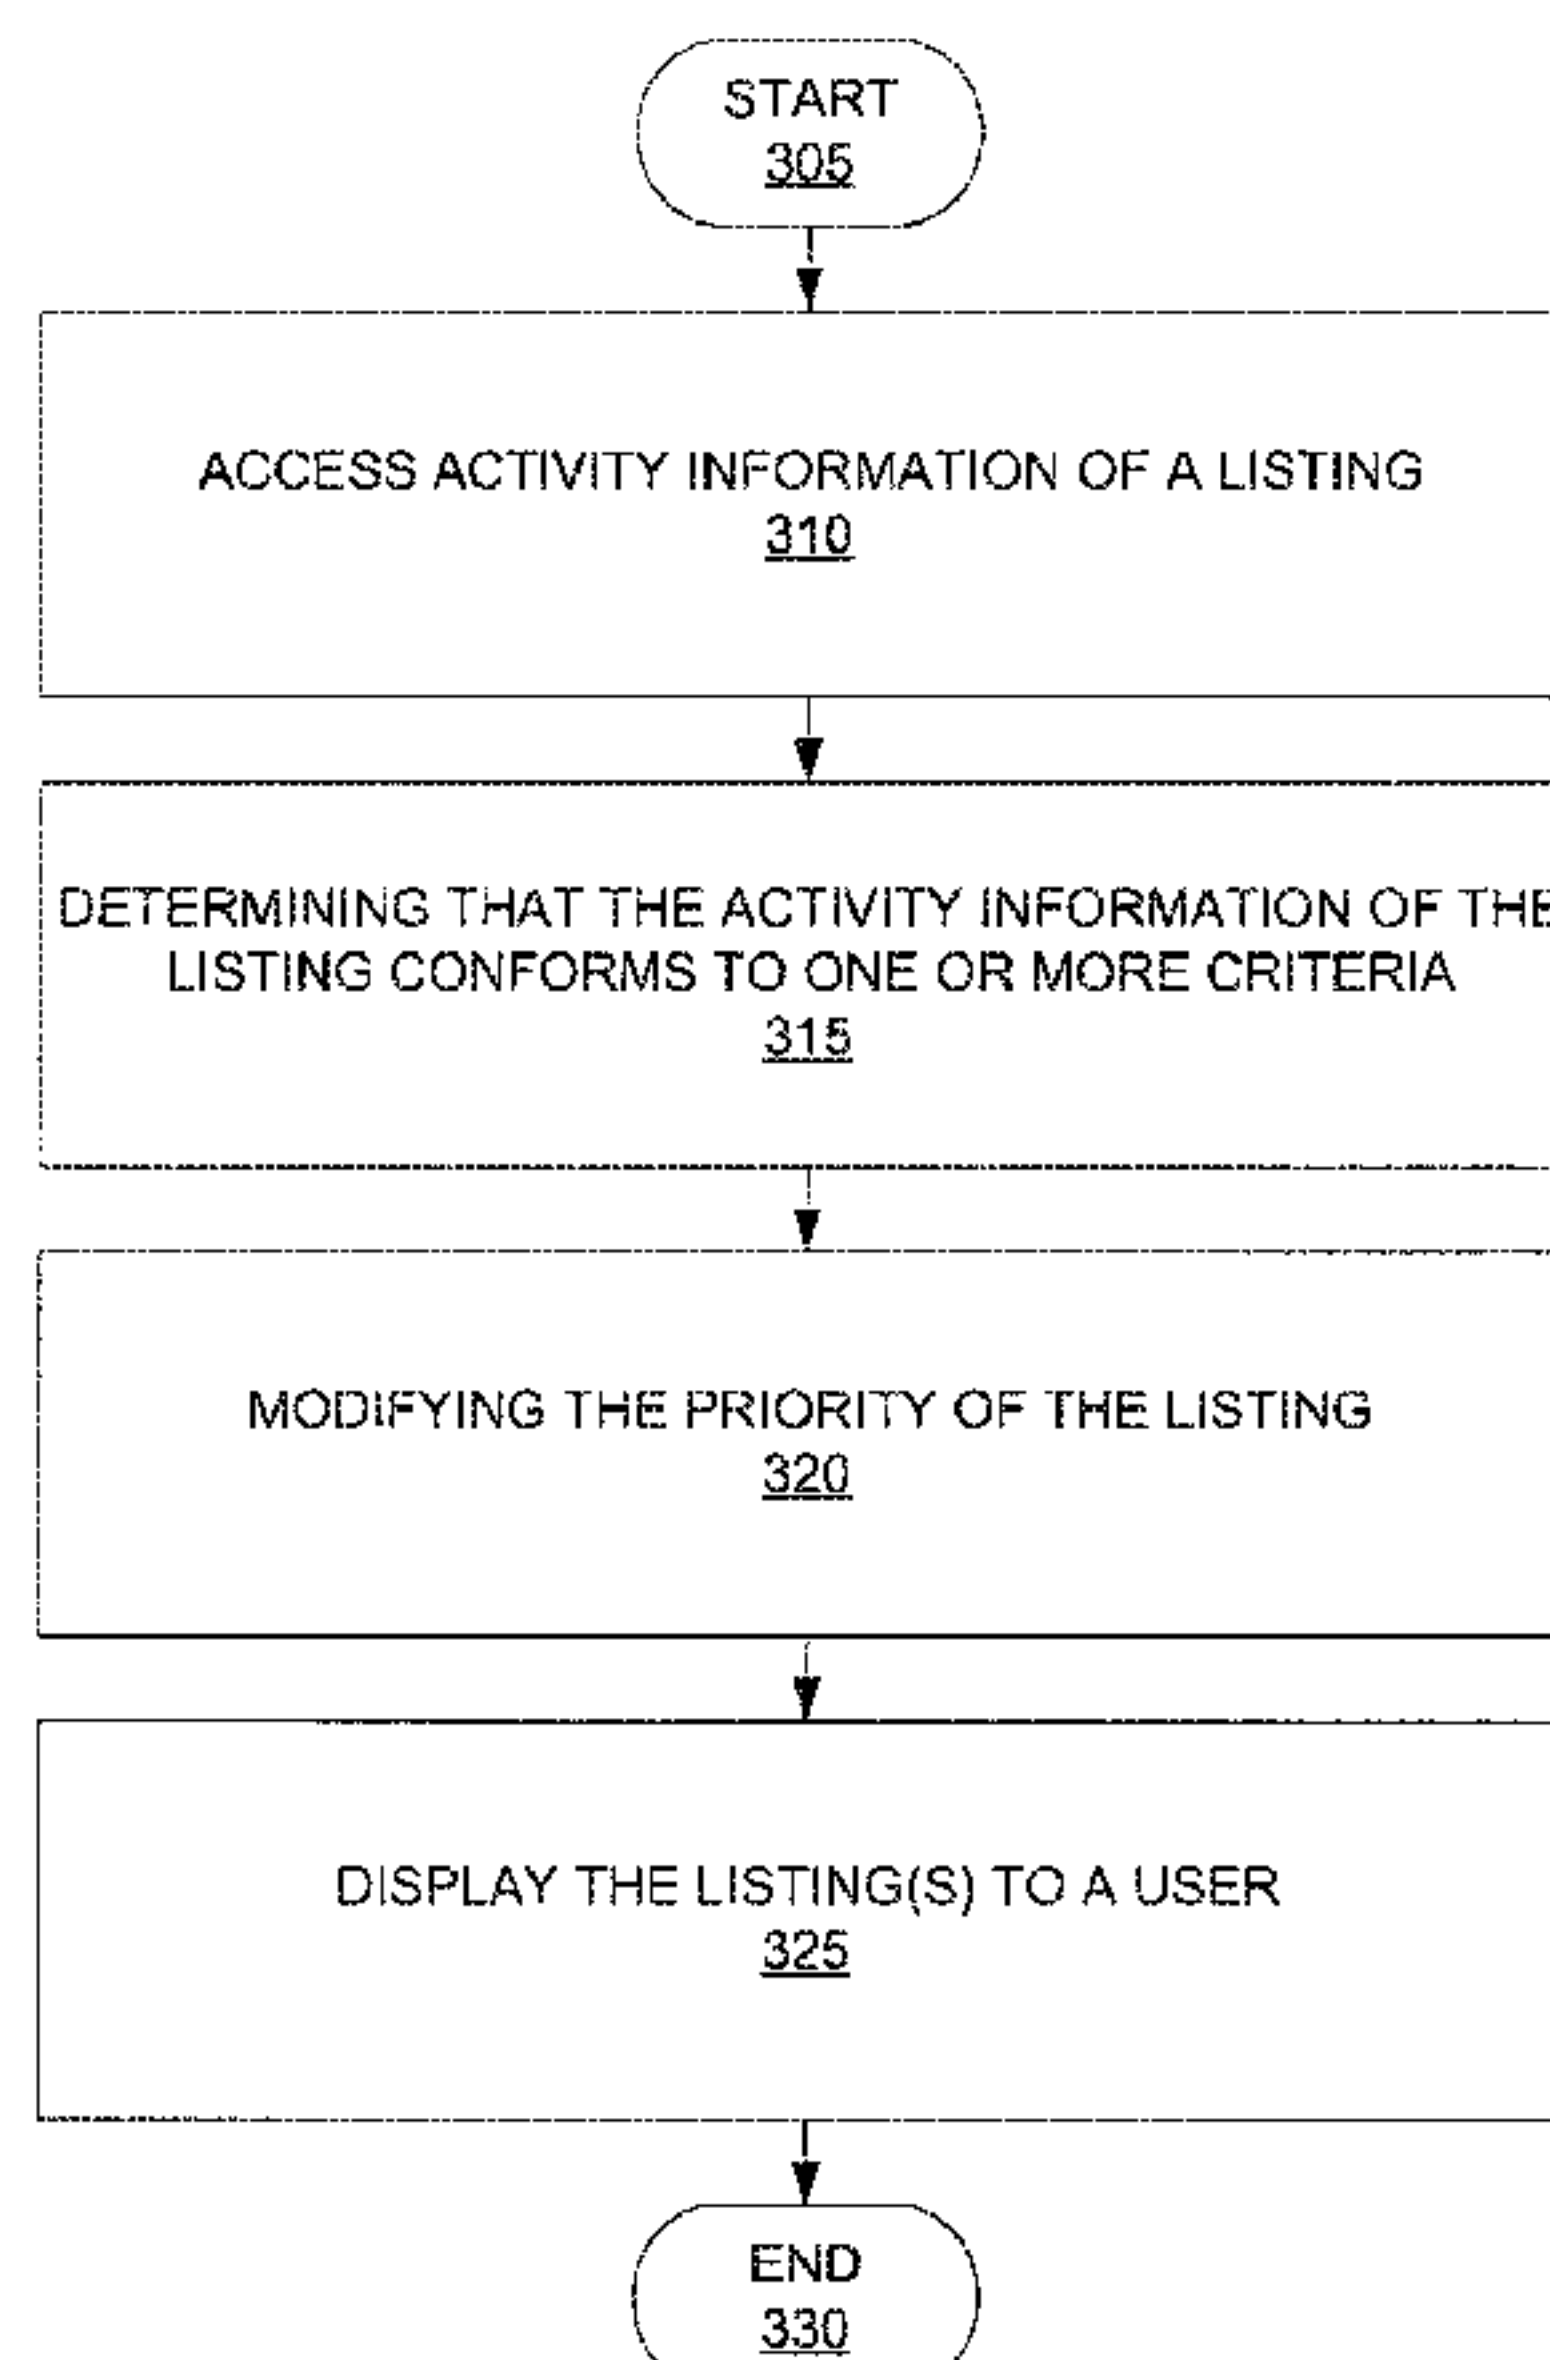 START
305
ACCESS ACTIVITY INFORMATION OF A LISTING
310
DETERMINING THAT THE ACTIVITY INFORMATION OF THE
LISTING CONFORMS TO ONE OR MORE CRITERIA
315
MODIFYING THE PRIORITY OF THE LISTING
320
DISPLAY THE LISTING(S) TO A USER
325
END
330